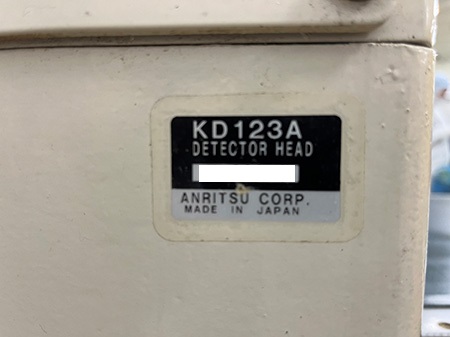 KD123A
DETECTOR HEAD
ANRITSU CORP.
MADE IN JAPAN